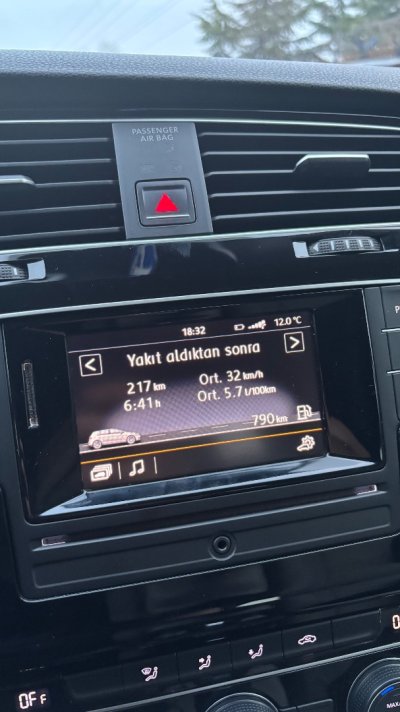 PASSENGER
AIR BAG
18:32 12.0 °C
Yakıt aldıktan sonra
217 km Ort. 32 km/h
6:41 h Ort. 5.7 l/100km
790 km
OFF
MAX